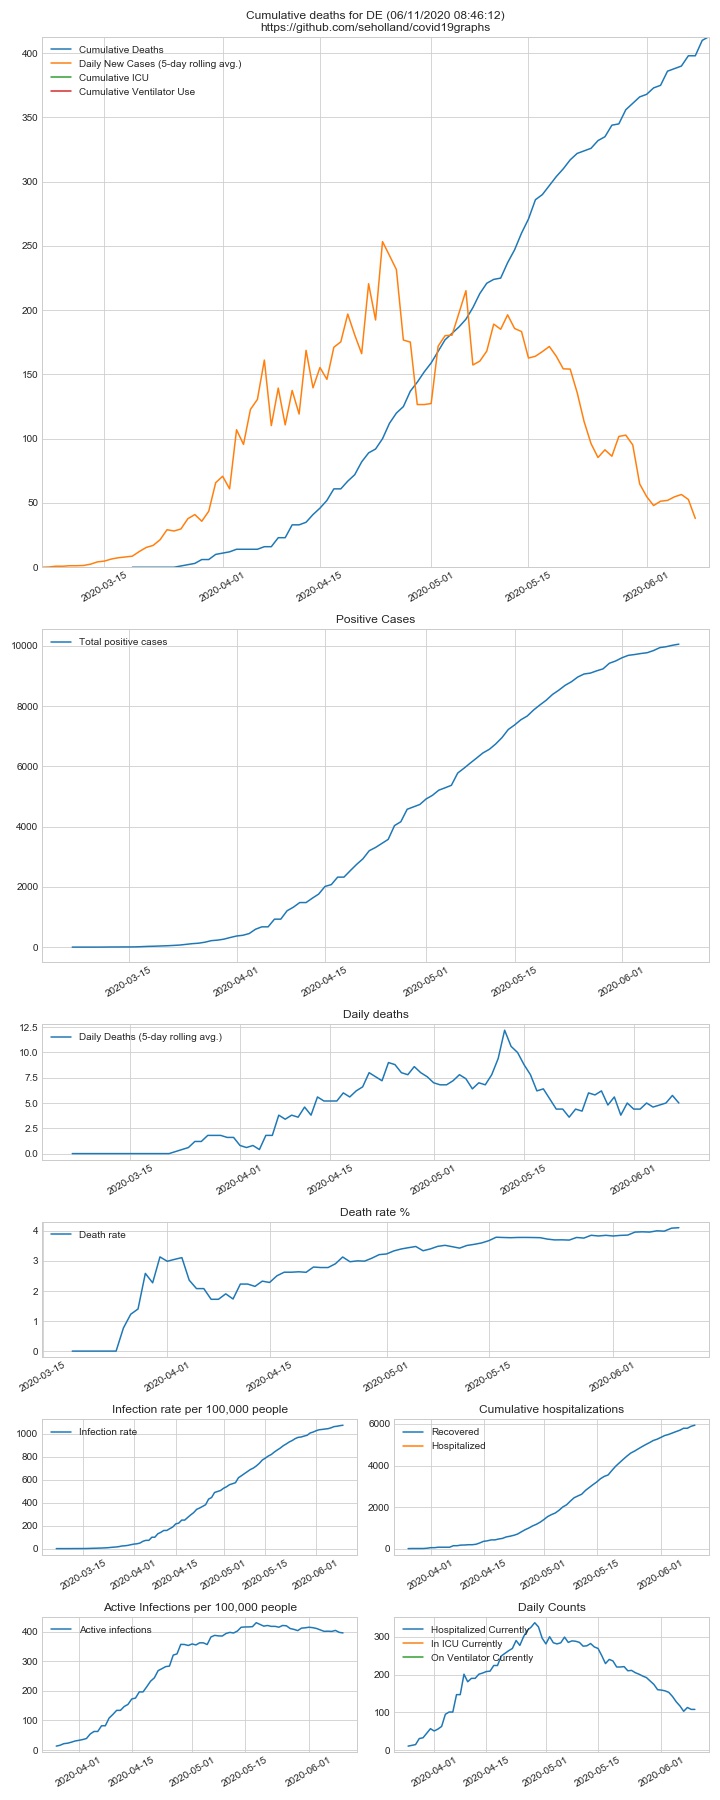 Cumulative deaths for DE (06/11/2020 08:46:12)
https://github.com/seholland/covid19graphs
Cumulative Deaths
Daily New Cases (5-day rolling avg.)
Cumulative ICU
Cumulative Ventilator Use
400
350
300
250
200
150
100
50
0
2020-03-15 2020-04-01 2020-04-15 2020-05-01 2020-05-15 2020-06-01
Positive Cases
Total positive cases
10000
8000
6000
4000
2000
0
2020-03-15 2020-04-01 2020-04-15 2020-05-01 2020-05-15 2020-06-01
Daily deaths
Daily Deaths (5-day rolling avg.)
12.5
10.0
7.5
5.0
2.5
0.0
2020-03-15 2020-04-01 2020-04-15 2020-05-01 2020-05-15 2020-06-01
Death rate %
Death rate
4
3
2
1
0
2020-03-15 2020-04-01 2020-04-15 2020-05-01 2020-05-15 2020-06-01
Infection rate per 100,000 people
Infection rate
1000
800
600
400
200
0
2020-03-15 2020-04-01 2020-04-15 2020-05-01 2020-05-15 2020-06-01
Cumulative hospitalizations
Recovered
Hospitalized
6000
4000
2000
0
2020-04-01 2020-04-15 2020-05-01 2020-05-15 2020-06-01
Active Infections per 100,000 people
Active infections
400
300
200
100
0
2020-04-01 2020-04-15 2020-05-01 2020-05-15 2020-06-01
Daily Counts
Hospitalized Currently
In ICU Currently
On Ventilator Currently
300
200
100
0
2020-04-01 2020-04-15 2020-05-01 2020-05-15 2020-06-01